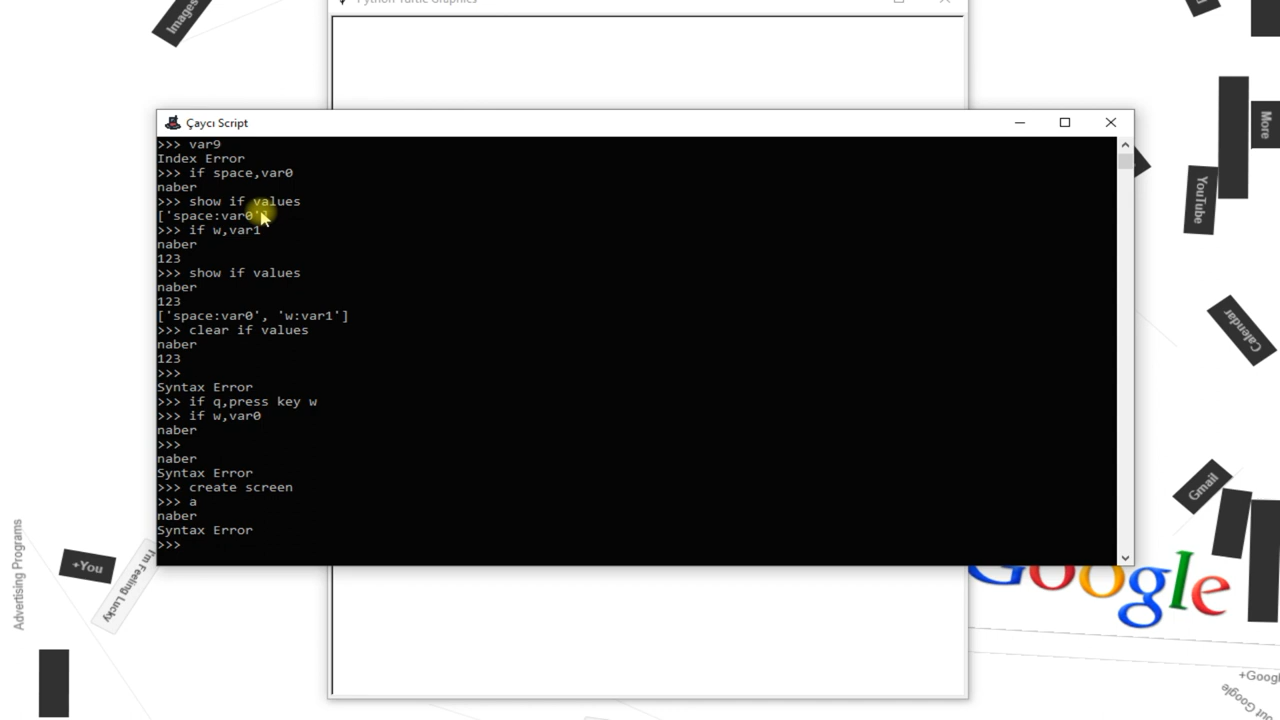 Images
Python Turtle Graphics
Çaycı Script
>>> var9
Index Error
>>> if space,var0
naber
>>> show if values
['space:var0']
>>> if w,var1
naber
123
>>> show if values
naber
123
['space:var0', 'w:var1']
>>> clear if values
naber
123
>>>
Syntax Error
>>> if q,press key w
>>> if w,var0
naber
>>>
naber
Syntax Error
>>> create screen
>>> a
naber
Syntax Error
>>>
More
YouTube
Calendar
Gmail
Advertising Programs
+You
I'm Feeling Lucky
Google
+Google
out Google